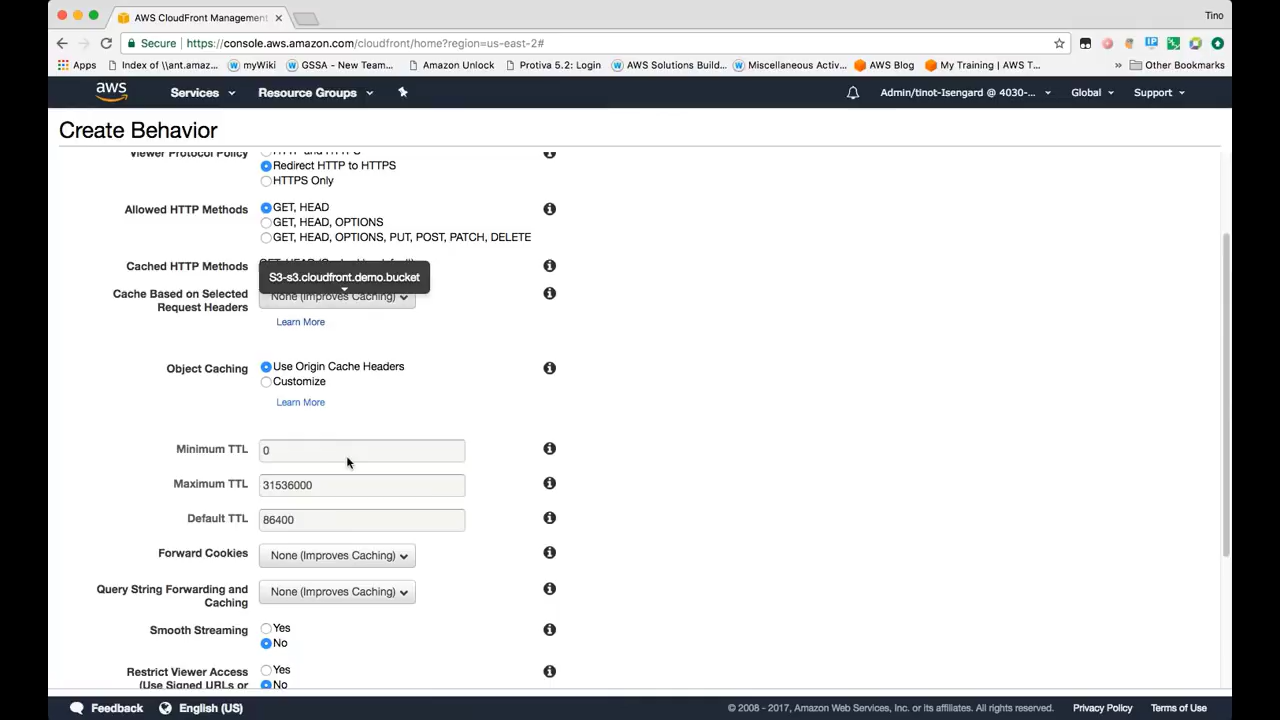 AWS CloudFront Management
Tino
Secure https://console.aws.amazon.com/cloudfront/home?region=us-east-2#
Apps Index of \\ant.amaz... myWiki GSSA - New Team... Amazon Unlock Protiva 5.2: Login AWS Solutions Buil... Miscellaneous Activ... AWS Blog My Training | AWS T... » Other Bookmarks
aws Services Resource Groups Admin/tinot-Isengard @ 4030-... Global Support
Create Behavior
Viewer Protocol Policy HTTP and HTTPS
Redirect HTTP to HTTPS
HTTPS Only
Allowed HTTP Methods GET, HEAD
GET, HEAD, OPTIONS
GET, HEAD, OPTIONS, PUT, POST, PATCH, DELETE
Cached HTTP Methods
S3-s3.cloudfront.demo.bucket
Cache Based on Selected None (Improves Caching)
Request Headers
Learn More
Object Caching Use Origin Cache Headers
Customize
Learn More
Minimum TTL 0
Maximum TTL 31536000
Default TTL 86400
Forward Cookies None (Improves Caching)
Query String Forwarding and None (Improves Caching)
Caching
Smooth Streaming Yes
No
Restrict Viewer Access Yes
(Use Signed URLs or No
Feedback English (US) © 2008 - 2017, Amazon Web Services, Inc. or its affiliates. All rights reserved. Privacy Policy Terms of Use